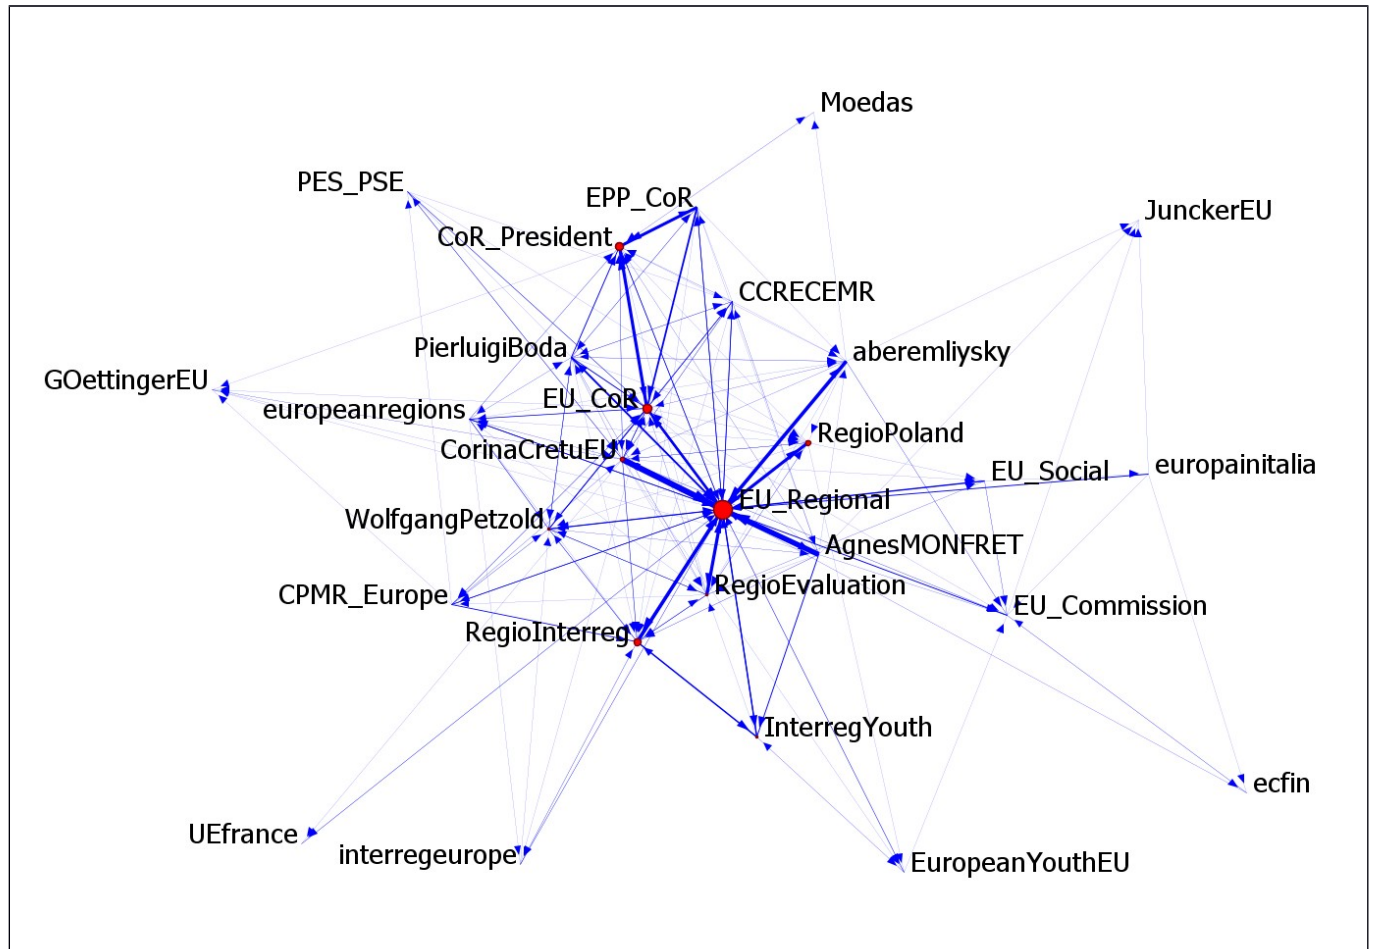 Moedas
PES_PSE
EPP_CoR
JunckerEU
CoR_President
CCRECEMR
PierluigiBoda
aberemliysky
GOettingerEU
EU_CoR
europeanregions
RegioPoland
CorinaCretuEU
EU_Social
europainitalia
EU_Regional
WolfgangPetzold
AgnesMONFRET
RegioEvaluation
CPMR_Europe
EU_Commission
RegioInterreg
InterregYouth
ecfin
UEfrance
interregeurope
EuropeanYouthEU